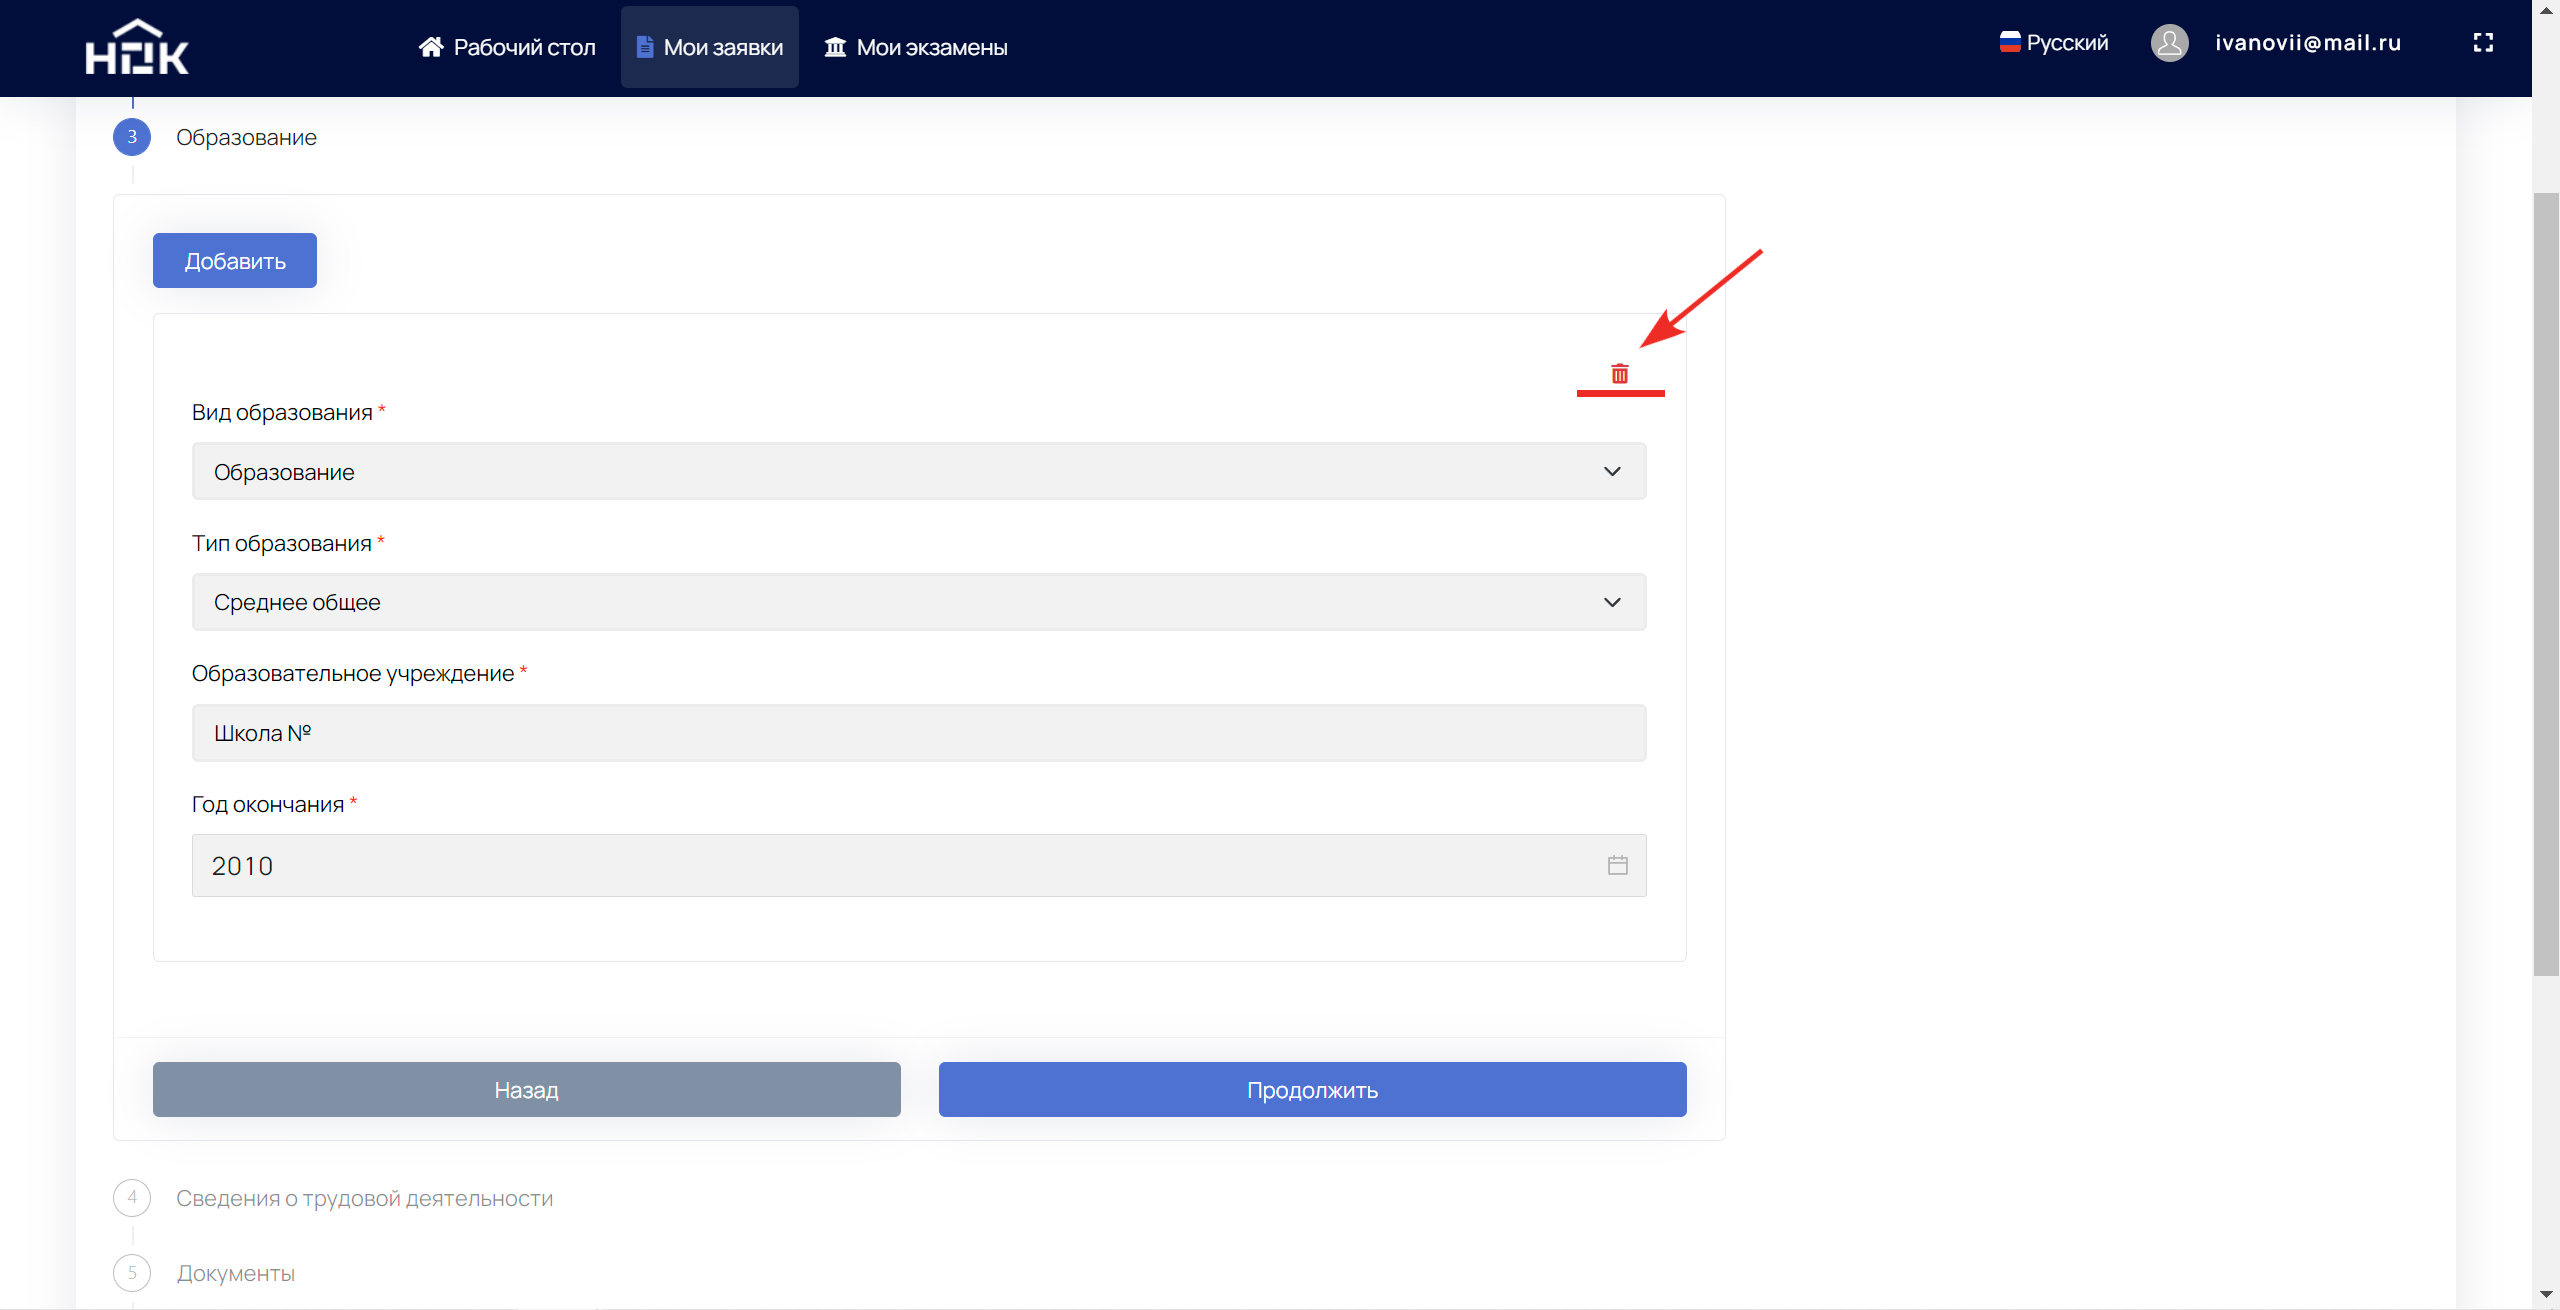 НОК
Рабочий стол
Мои заявки
Мои экзамены
Русский
ivanovii@mail.ru
3 Образование
Добавить
Вид образования *
Образование
Тип образования *
Среднее общее
Образовательное учреждение *
Школа №
Год окончания *
2010
Назад
Продолжить
4 Сведения о трудовой деятельности
5 Документы